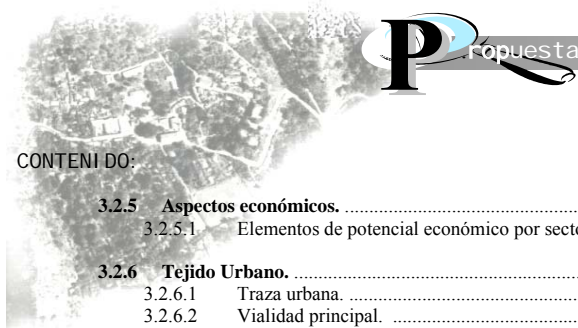 Propuesta
CONTENIDO:
3.2.5 Aspectos económicos. ........................................................
3.2.5.1 Elementos de potencial económico por secto
3.2.6 Tejido Urbano. ........................................................................
3.2.6.1 Traza urbana. ..........................................................
3.2.6.2 Vialidad principal. ................................................